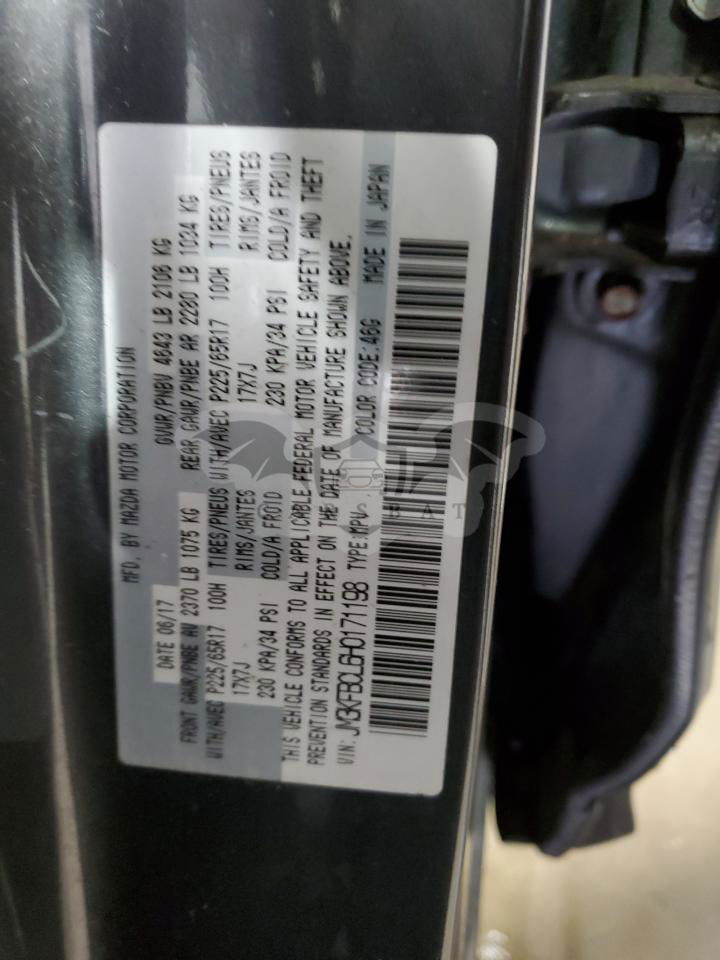 MFD. BY MAZDA MOTOR CORPORATION
DATE 06/17 GVWR/PNBV 4643 LB 2106 KG
FRONT GAWR/PNBE AV 2370 LB 1075 KG REAR GAWR/PNBE AR 2280 LB 1034 KG
WITH/AVEC P225/65R17 100H TIRES/PNEUS WITH/AVEC P225/65R17 100H TIRES/PNEUS
17X7J RIMS/JANTES 17X7J RIMS/JANTES
230 KPA/34 PSI COLD/A FROID 230 KPA/34 PSI COLD/A FROID
THIS VEHICLE CONFORMS TO ALL APPLICABLE FEDERAL MOTOR VEHICLE SAFETY AND THEFT
PREVENTION STANDARDS IN EFFECT ON THE DATE OF MANUFACTURE SHOWN ABOVE.
VIN: JM3KFBCL6H0171198 TYPE:MPV COLOR CODE:46G MADE IN JAPAN